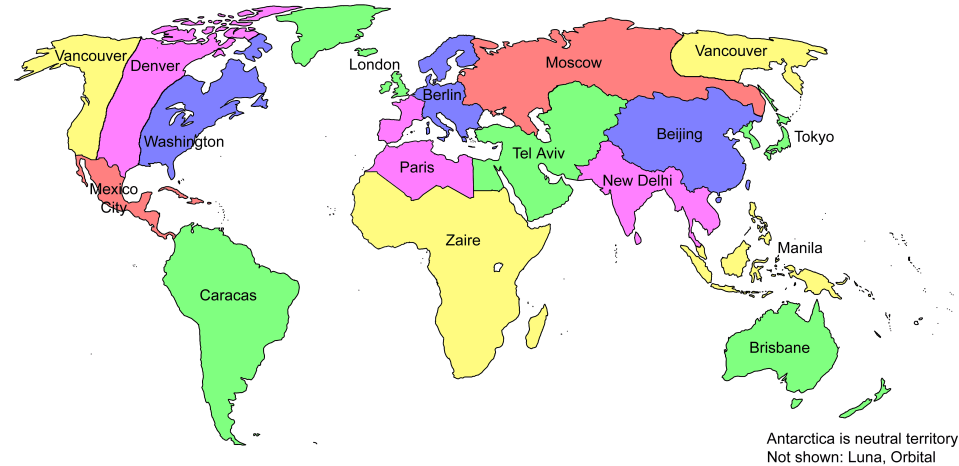 Vancouver
Denver
London
Moscow
Vancouver
Berlin
Washington
Beijing
Tokyo
Tel Aviv
Paris
New Delhi
Mexico
City
Zaire
Manila
Caracas
Brisbane
Antarctica is neutral territory
Not shown: Luna, Orbital